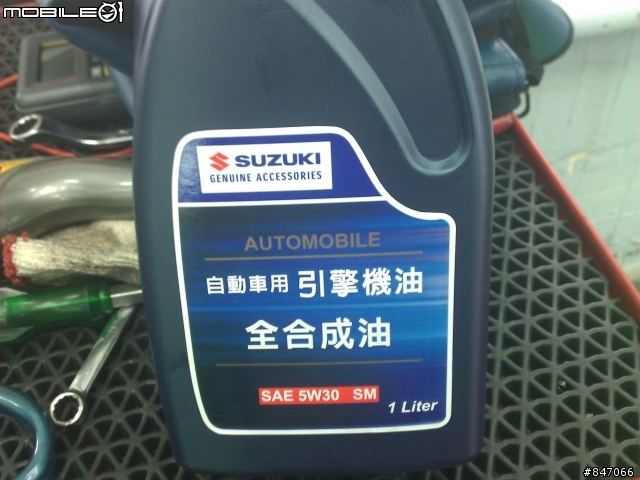 MOBILE01
SUZUKI
GENUINE ACCESSORIES
AUTOMOBILE
自動車用 引擎機油
全合成油
SAE 5W30 SM
1 Liter
#847066